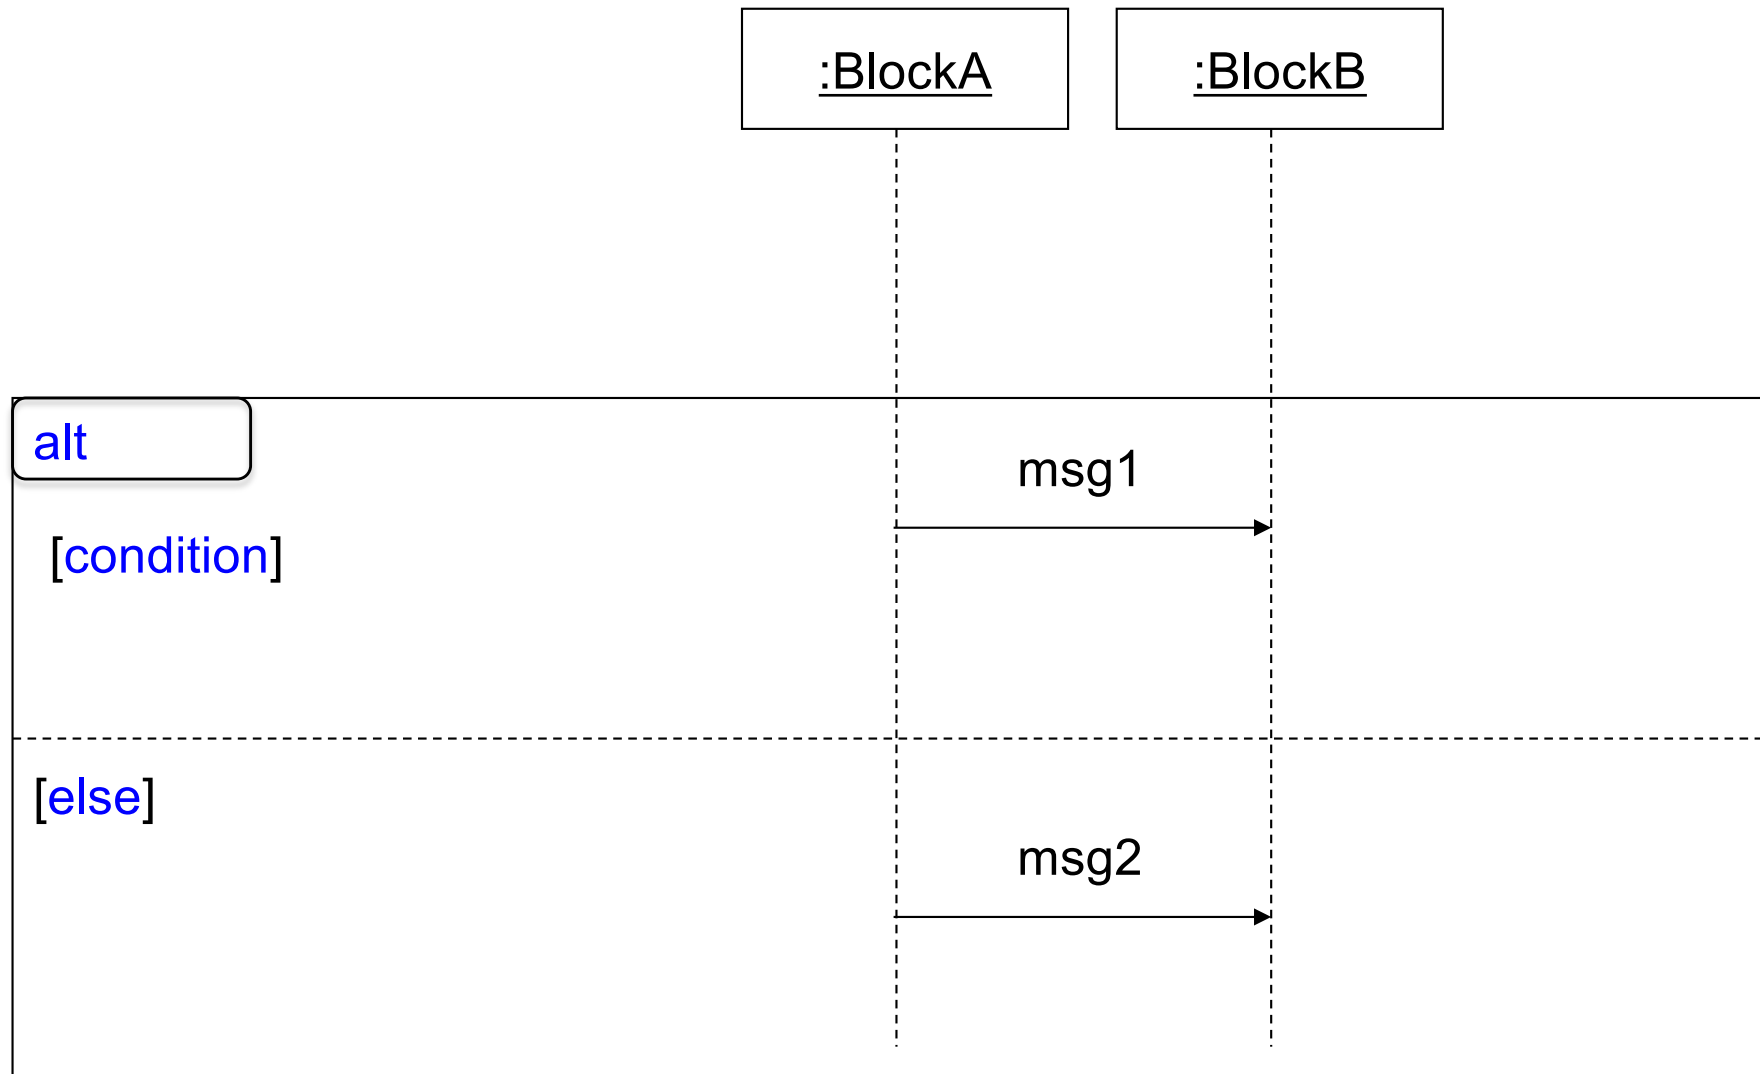 :BlockA
:BlockB
alt
msg1
[condition]
[else]
msg2